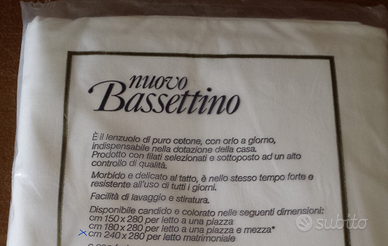 nuovo
Bassettino
È il lenzuolo di puro cotone, con orlo a giorno,
indispensabile nella dotazione della casa.
Prodotto con filati selezionati e sottoposto ad un alto
controllo di qualità.
Morbido e delicato al tatto, è nello stesso tempo forte e
resistente all'uso di tutti i giorni.
Facilità di lavaggio e stiratura.
Disponibile candido e colorato nelle seguenti dimensioni:
cm 150 x 280 per letto a una piazza
cm 180 x 280 per letto a una piazza e mezza*
x cm 240 x 280 per letto matrimoniale
subito